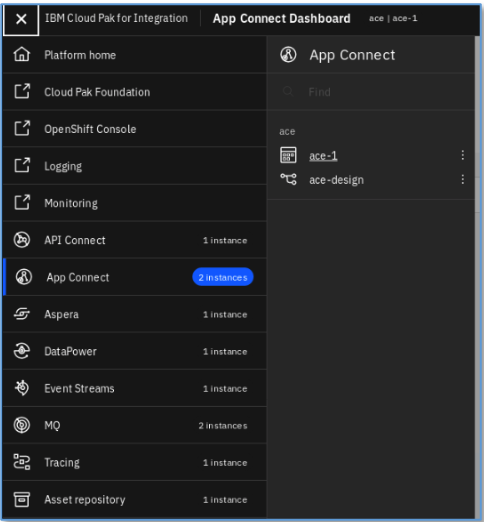 IBM Cloud Pak for Integration App Connect Dashboard ace | ace-1
Platform home
Cloud Pak Foundation
OpenShift Console
Logging
Monitoring
API Connect 1 instance
App Connect 2 instances
Aspera 1 instance
DataPower 1 instance
Event Streams 1 instance
MQ 2 instances
Tracing 1 instance
Asset repository 1 instance
App Connect
Find
ace
ace-1
ace-design